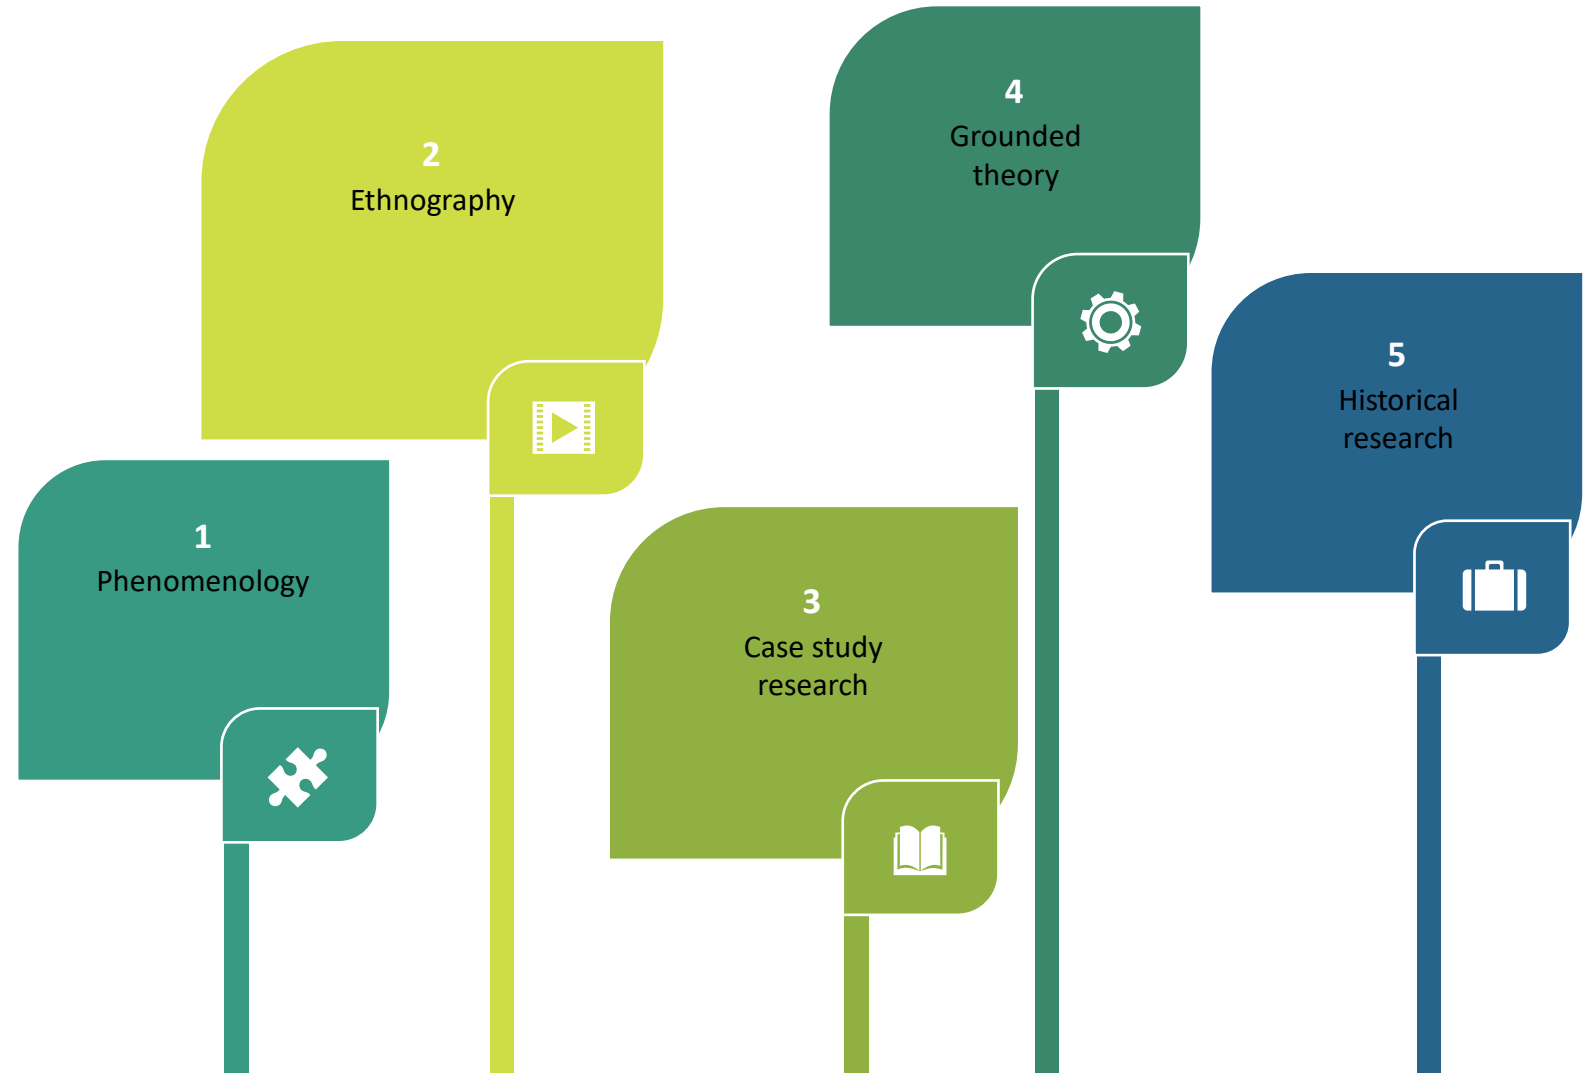 1
Phenomenology
2
Ethnography
3
Case study
research
4
Grounded
theory
5
Historical
research